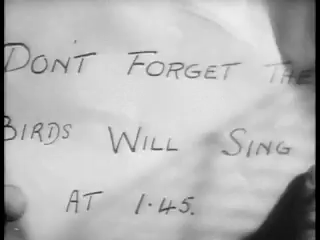 DON'T FORGET THE
BIRDS WILL SING
AT 1·45.